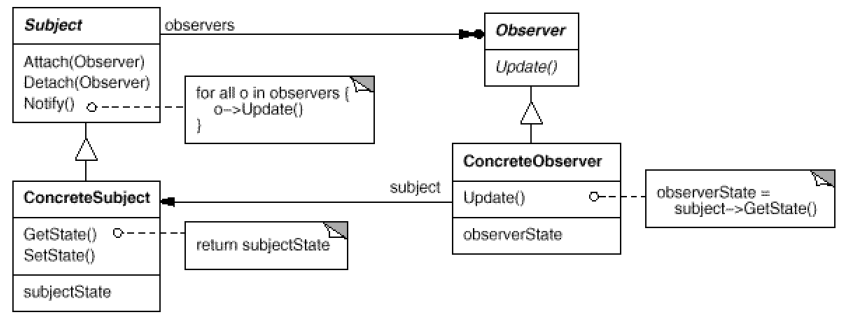 Subject
Attach(Observer)
Detach(Observer)
Notify()
observers
Observer
Update()
for all o in observers {
o->Update()
}
ConcreteSubject
GetState()
SetState()
subjectState
return subjectState
subject
ConcreteObserver
Update()
observerState
observerState =
subject->GetState()